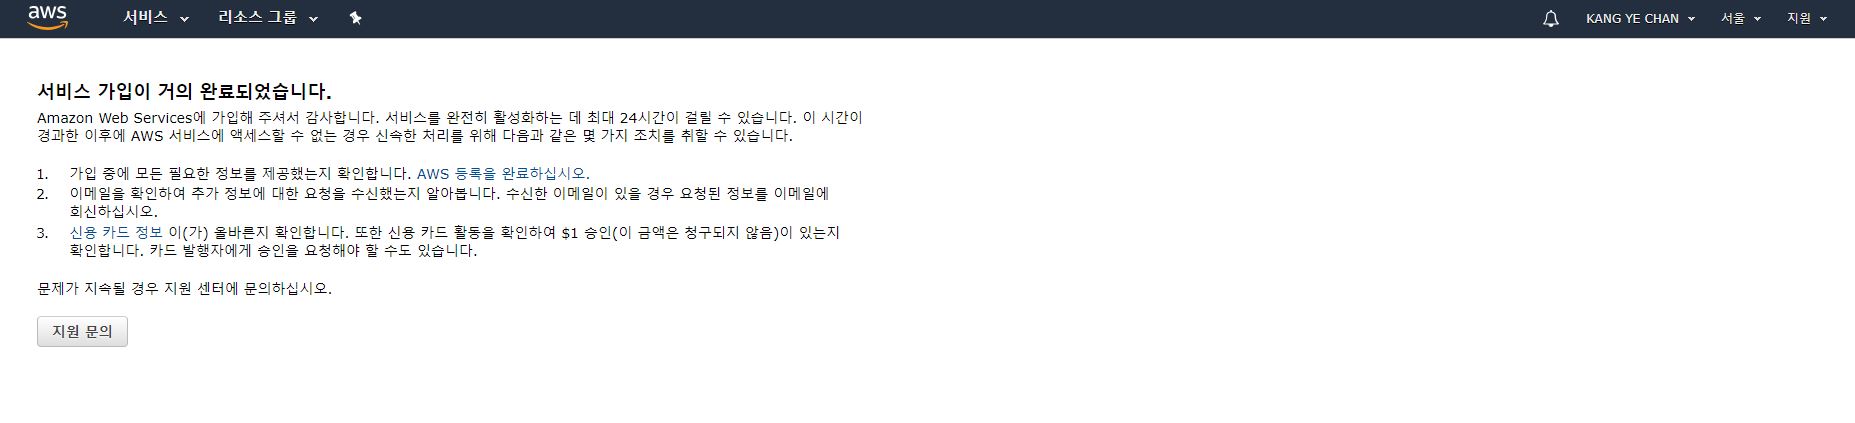 aws 서비스 리소스 그룹 KANG YE CHAN 서울 지원
서비스 가입이 거의 완료되었습니다.
Amazon Web Services에 가입해 주셔서 감사합니다. 서비스를 완전히 활성화하는 데 최대 24시간이 걸릴 수 있습니다. 이 시간이
경과한 이후에 AWS 서비스에 액세스할 수 없는 경우 신속한 처리를 위해 다음과 같은 몇 가지 조치를 취할 수 있습니다.
1. 가입 중에 모든 필요한 정보를 제공했는지 확인합니다. AWS 등록을 완료하십시오.
2. 이메일을 확인하여 추가 정보에 대한 요청을 수신했는지 알아봅니다. 수신한 이메일이 있을 경우 요청된 정보를 이메일에
회신하십시오.
3. 신용 카드 정보 이(가) 올바른지 확인합니다. 또한 신용 카드 활동을 확인하여 $1 승인(이 금액은 청구되지 않음)이 있는지
확인합니다. 카드 발행자에게 승인을 요청해야 할 수도 있습니다.
문제가 지속될 경우 지원 센터에 문의하십시오.
지원 문의